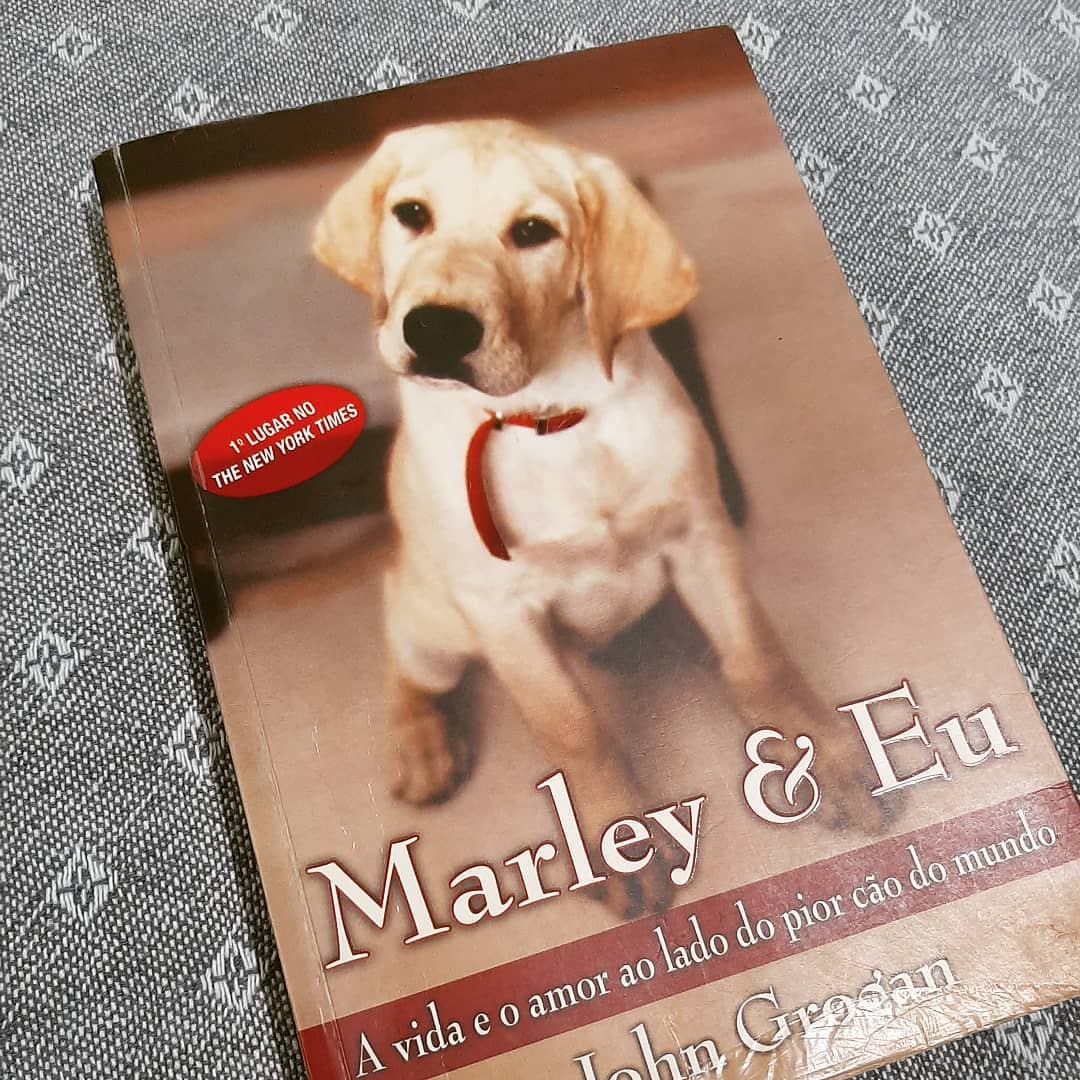 1º LUGAR NO
THE NEW YORK TIMES
Marley & Eu
A vida e o amor ao lado do pior cão do mundo
John Grogan